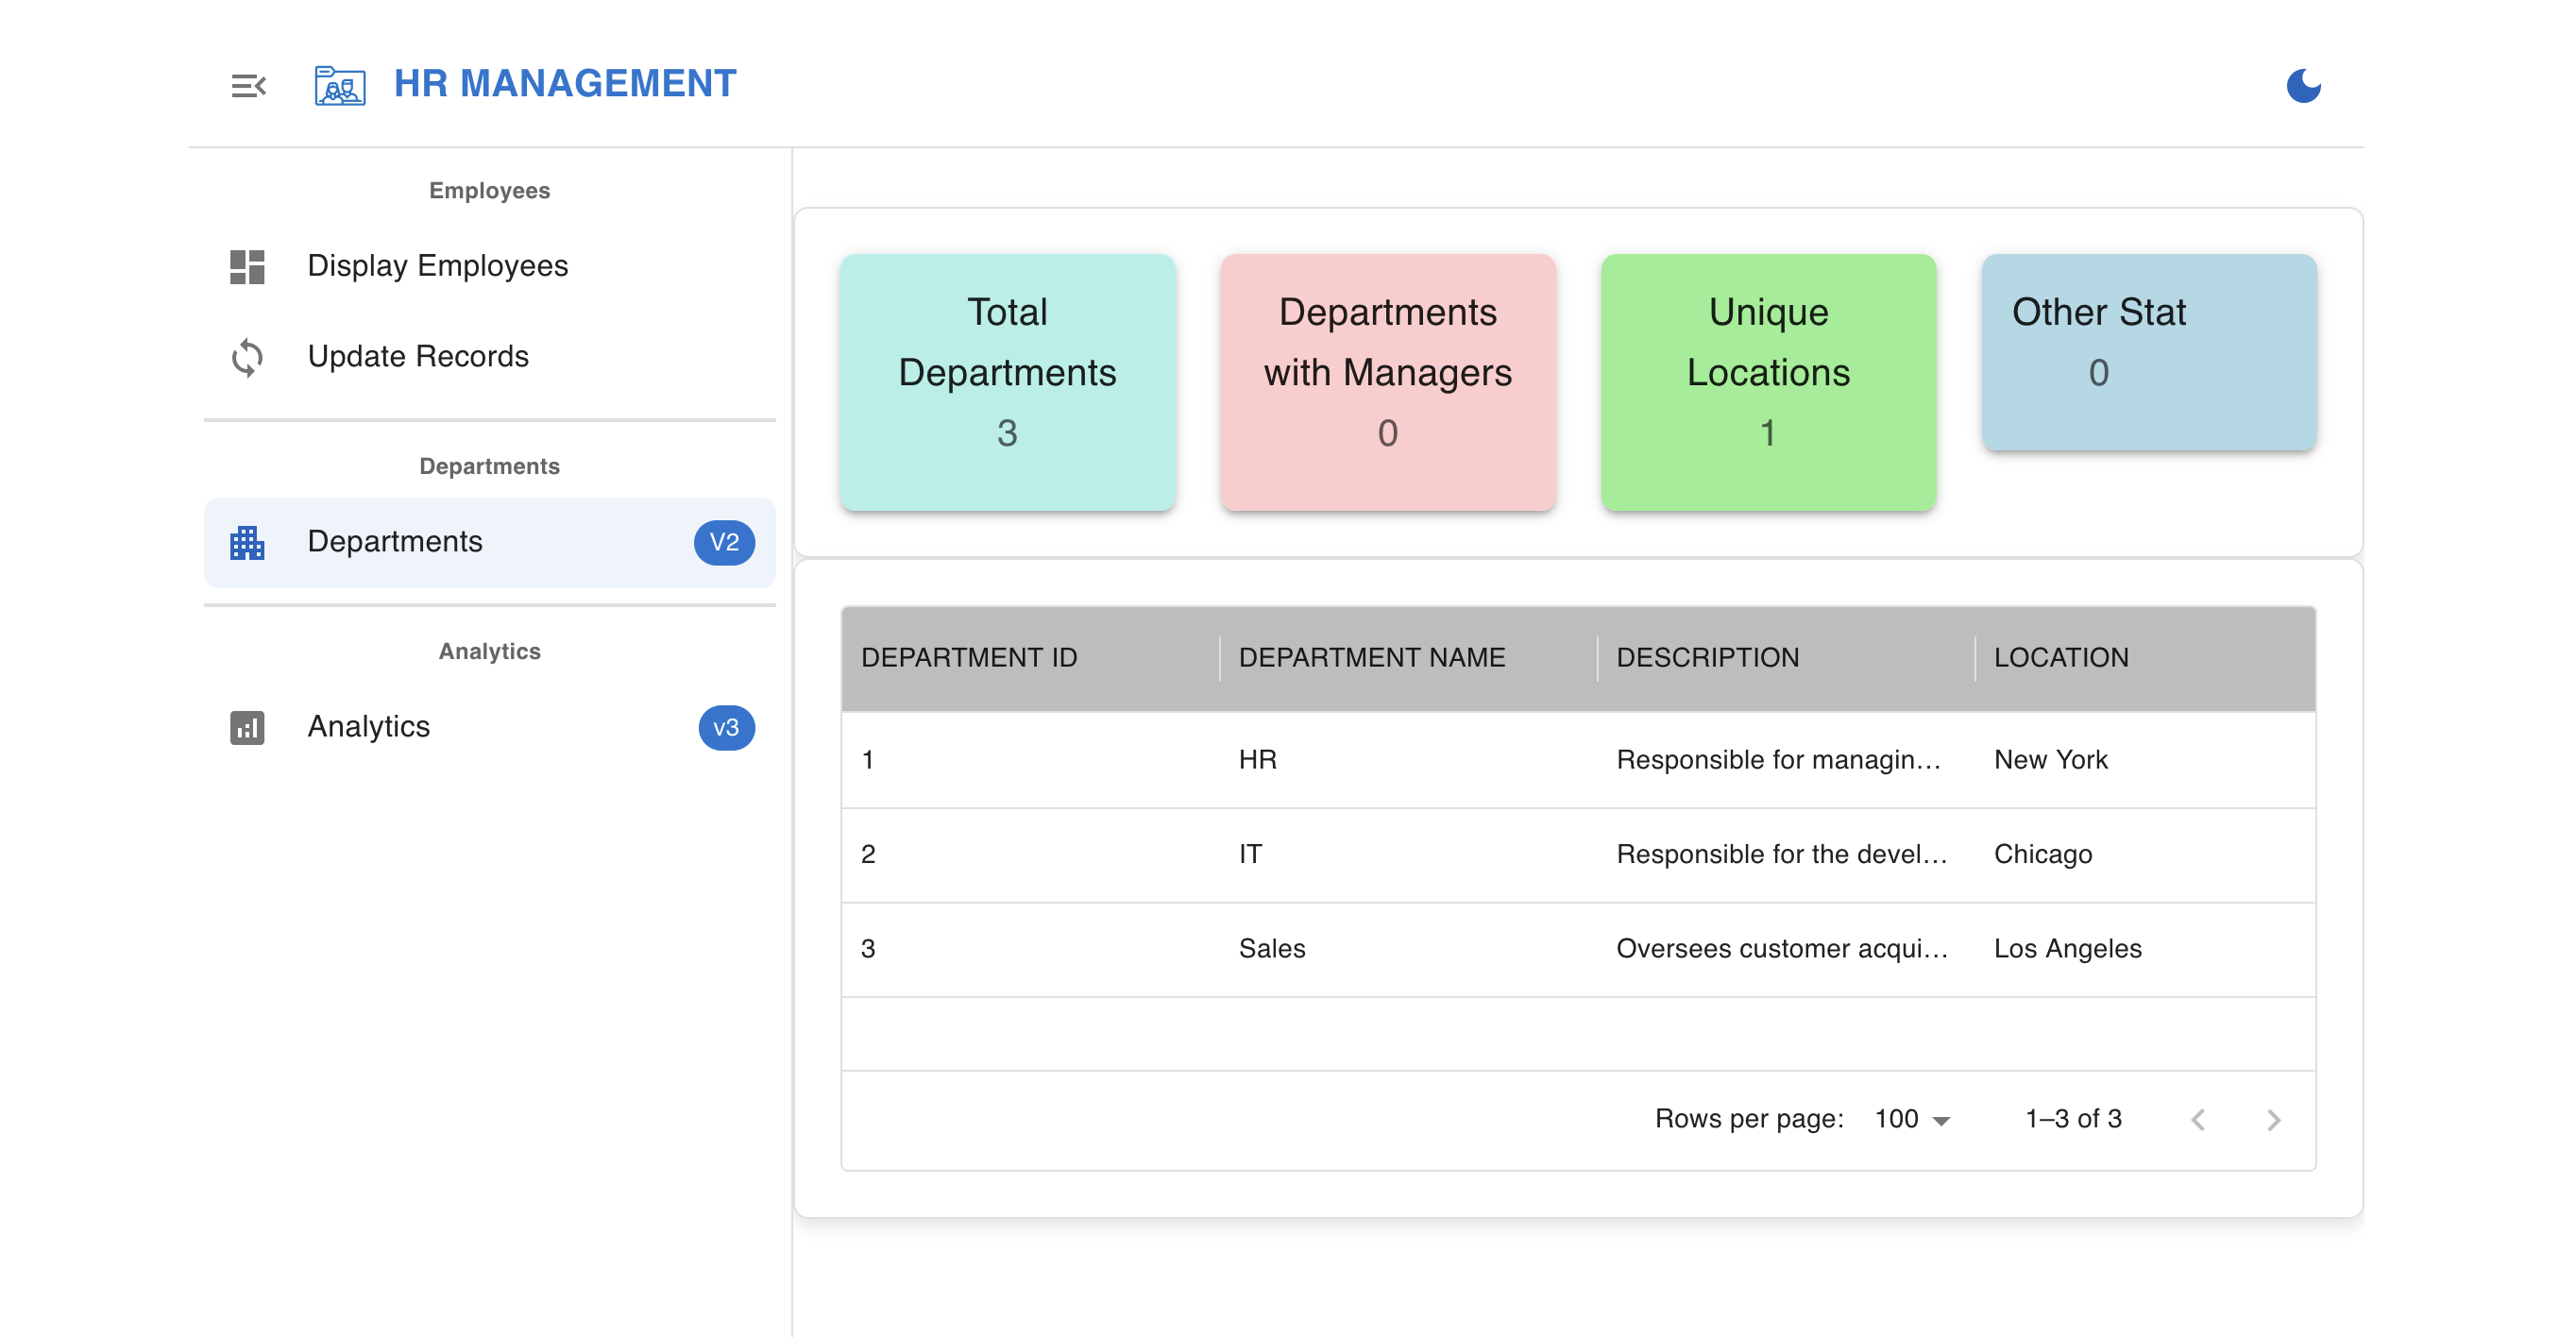 HR MANAGEMENT
Employees
Display Employees
Update Records
Departments
Departments V2
Analytics
Analytics v3
Total
Departments
3
Departments
with Managers
0
Unique
Locations
1
Other Stat
0
DEPARTMENT ID DEPARTMENT NAME DESCRIPTION LOCATION
1 HR Responsible for managin... New York
2 IT Responsible for the devel... Chicago
3 Sales Oversees customer acqui... Los Angeles
Rows per page: 100 1–3 of 3